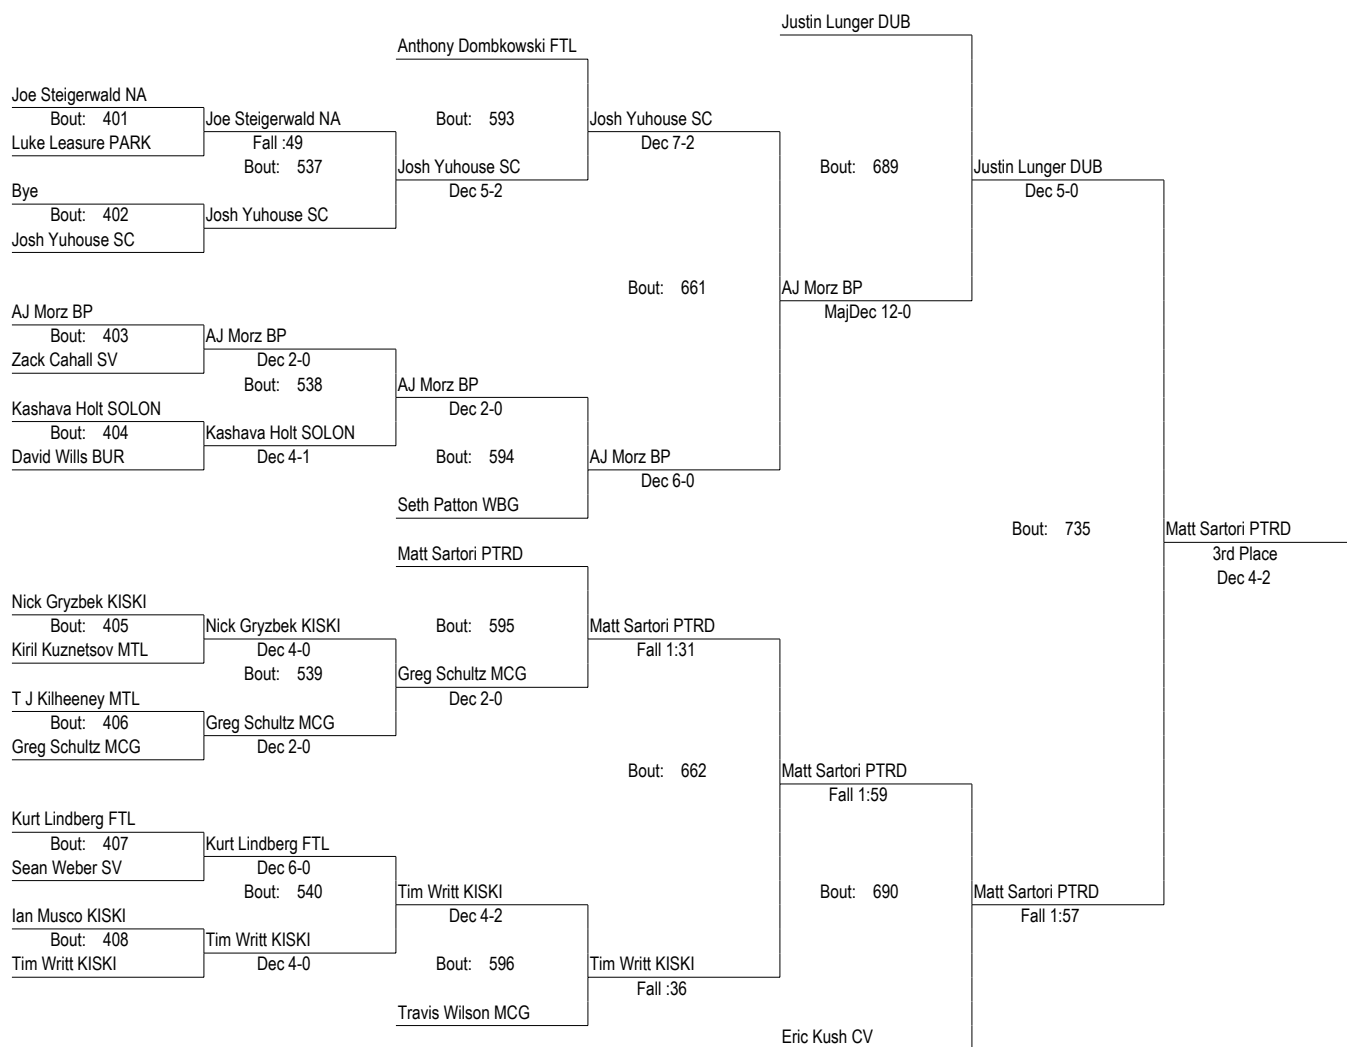 Justin Lunger DUB
Anthony Dombkowski FTL
Joe Steigerwald NA
Bout: 401
Joe Steigerwald NA
Bout: 593
Josh Yuhouse SC
Luke Leasure PARK
Fall :49
Dec 7-2
Bout: 537
Josh Yuhouse SC
Bout: 689
Justin Lunger DUB
Bye
Dec 5-2
Dec 5-0
Bout: 402
Josh Yuhouse SC
Josh Yuhouse SC
Bout: 661
AJ Morz BP
AJ Morz BP
MajDec 12-0
Bout: 403
AJ Morz BP
Zack Cahall SV
Dec 2-0
Bout: 538
AJ Morz BP
Kashava Holt SOLON
Dec 2-0
Bout: 404
Kashava Holt SOLON
David Wills BUR
Dec 4-1
Bout: 594
AJ Morz BP
Dec 6-0
Seth Patton WBG
Bout: 735
Matt Sartori PTRD
Matt Sartori PTRD
3rd Place
Dec 4-2
Nick Gryzbek KISKI
Bout: 405
Nick Gryzbek KISKI
Bout: 595
Matt Sartori PTRD
Kiril Kuznetsov MTL
Dec 4-0
Fall 1:31
Bout: 539
Greg Schultz MCG
T J Kilheeney MTL
Dec 2-0
Bout: 406
Greg Schultz MCG
Greg Schultz MCG
Dec 2-0
Bout: 662
Matt Sartori PTRD
Fall 1:59
Kurt Lindberg FTL
Bout: 407
Kurt Lindberg FTL
Sean Weber SV
Dec 6-0
Bout: 540
Tim Writt KISKI
Bout: 690
Matt Sartori PTRD
Ian Musco KISKI
Dec 4-2
Fall 1:57
Bout: 408
Tim Writt KISKI
Tim Writt KISKI
Dec 4-0
Bout: 596
Tim Writt KISKI
Fall :36
Travis Wilson MCG
Eric Kush CV